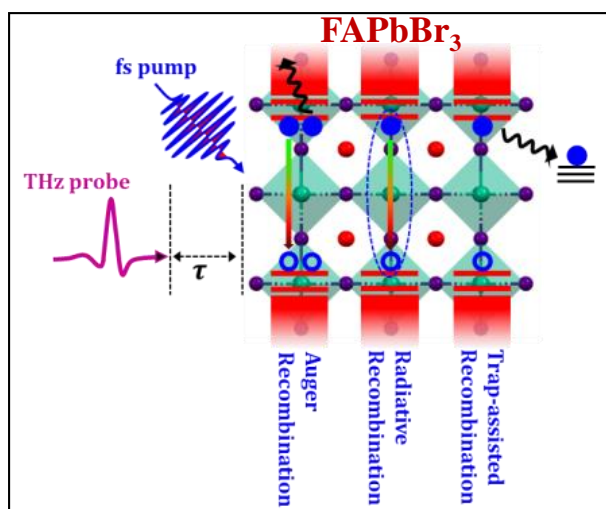 FAPbBr₃
fs pump
THz probe
τ
Auger
Recombination
Radiative
Recombination
Trap-assisted
Recombination